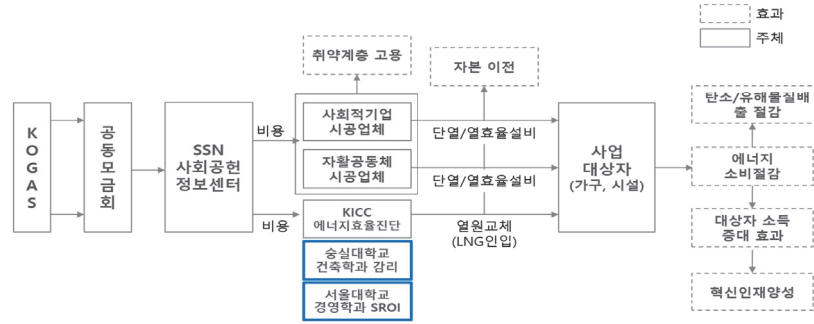 효과
주체
취약계층 고용
자본 이전
탄소/유해물질배
출 절감
KOGAS
공동모금회
SSN
사회공헌
정보센터
비용
사회적기업
시공업체
단열/열효율설비
자활공동체
시공업체
단열/열효율설비
사업
대상자
(가구, 시설)
에너지
소비절감
비용
KICC
에너지효율진단
열원교체
(LNG인입)
대상자 소득
증대 효과
숭실대학교
건축학과 감리
서울대학교
경영학과 SROI
혁신인재양성